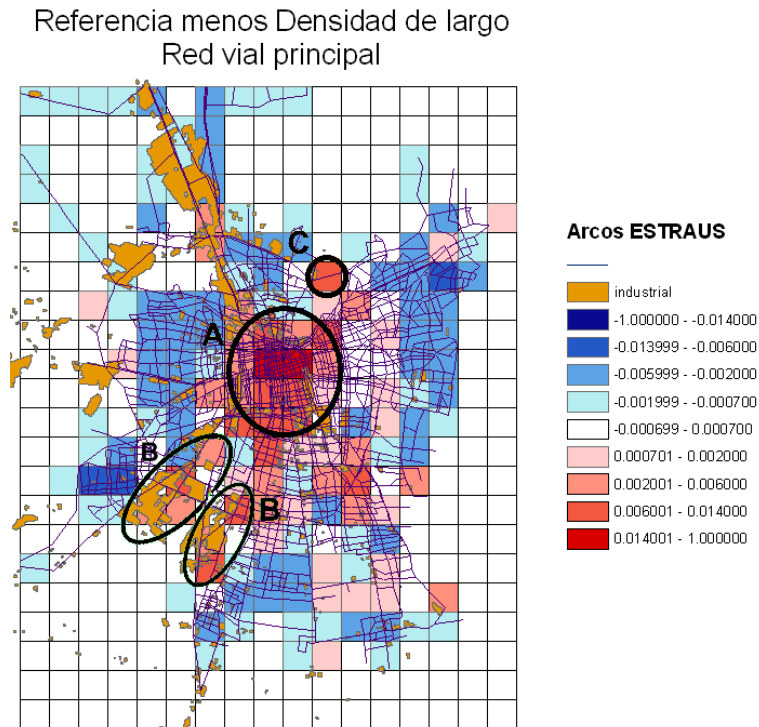 Referencia menos Densidad de largo
Red vial principal
C
A
B
B
Arcos ESTRAUS
industrial
-1.000000 - -0.014000
-0.013999 - -0.006000
-0.005999 - -0.002000
-0.001999 - -0.000700
-0.000699 - 0.000700
0.000701 - 0.002000
0.002001 - 0.006000
0.006001 - 0.014000
0.014001 - 1.000000